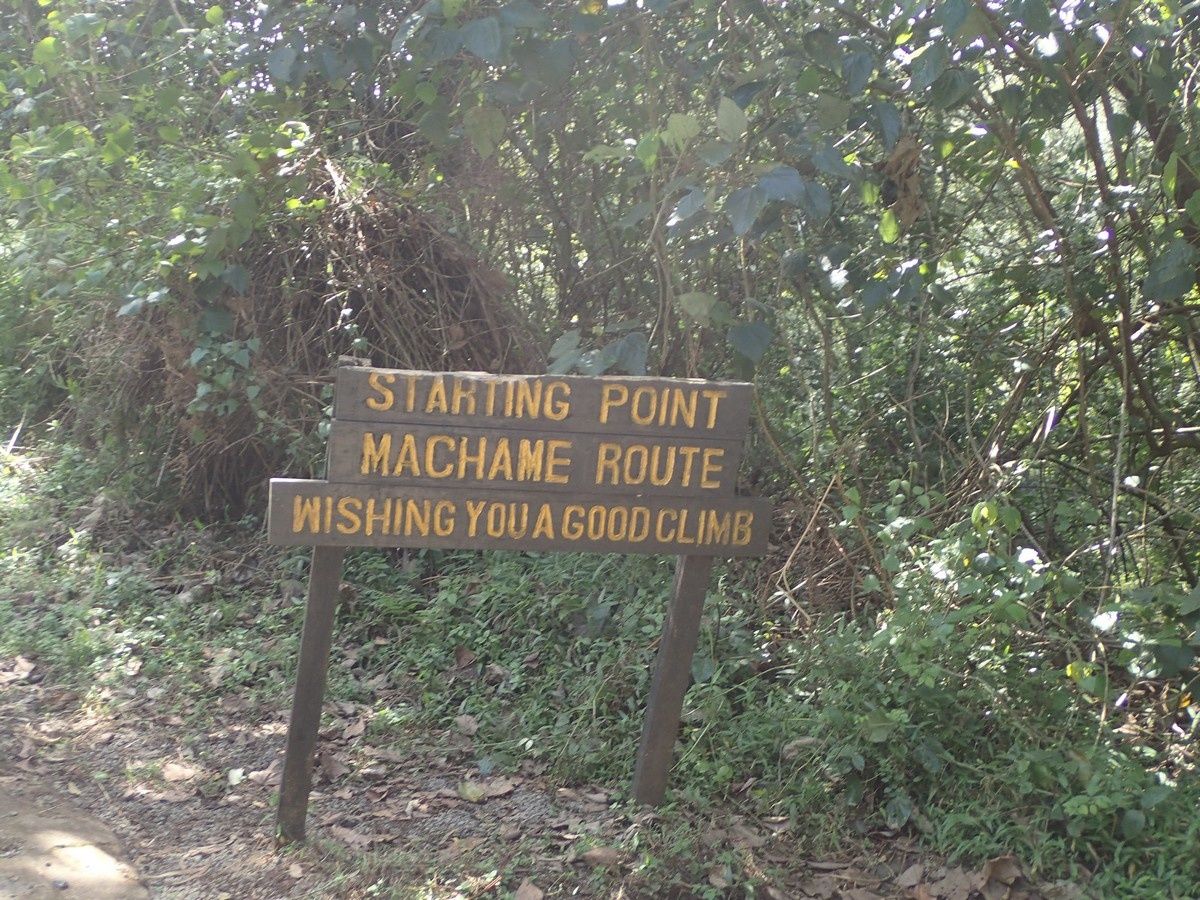 STARTING POINT
MACHAME ROUTE
WISHING YOU A GOOD CLIMB